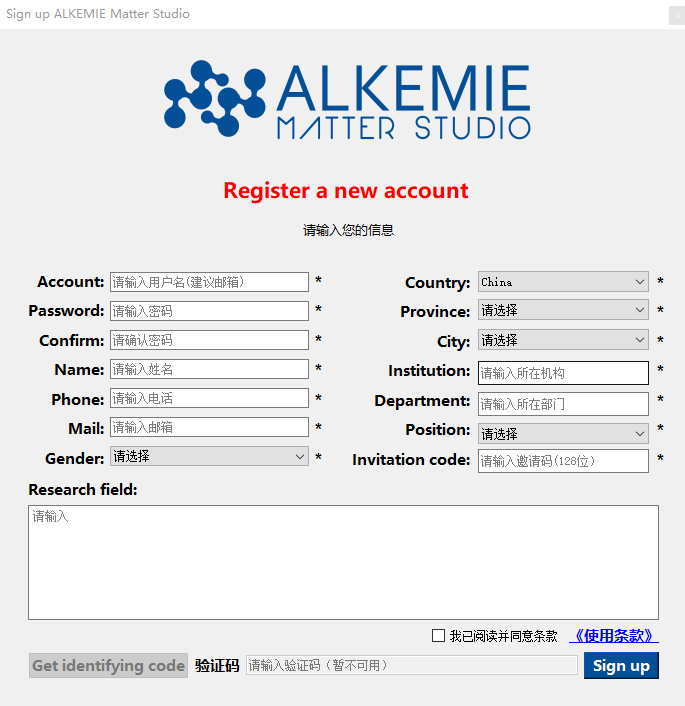 Sign up ALKEMIE Matter Studio
ALKEMIE
MATTER STUDIO
Register a new account
请输入您的信息
Account: 请输入用户名(建议邮箱) *
Password: 请输入密码 *
Confirm: 请确认密码 *
Name: 请输入姓名 *
Phone: 请输入电话 *
Mail: 请输入邮箱 *
Gender: 请选择 *
Country: China *
Province: 请选择 *
City: 请选择 *
Institution: 请输入所在机构 *
Department: 请输入所在部门 *
Position: 请选择 *
Invitation code: 请输入邀请码(128位) *
Research field:
请输入
我已阅读并同意条款 《使用条款》
Get identifying code 验证码 请输入验证码（暂不可用） Sign up